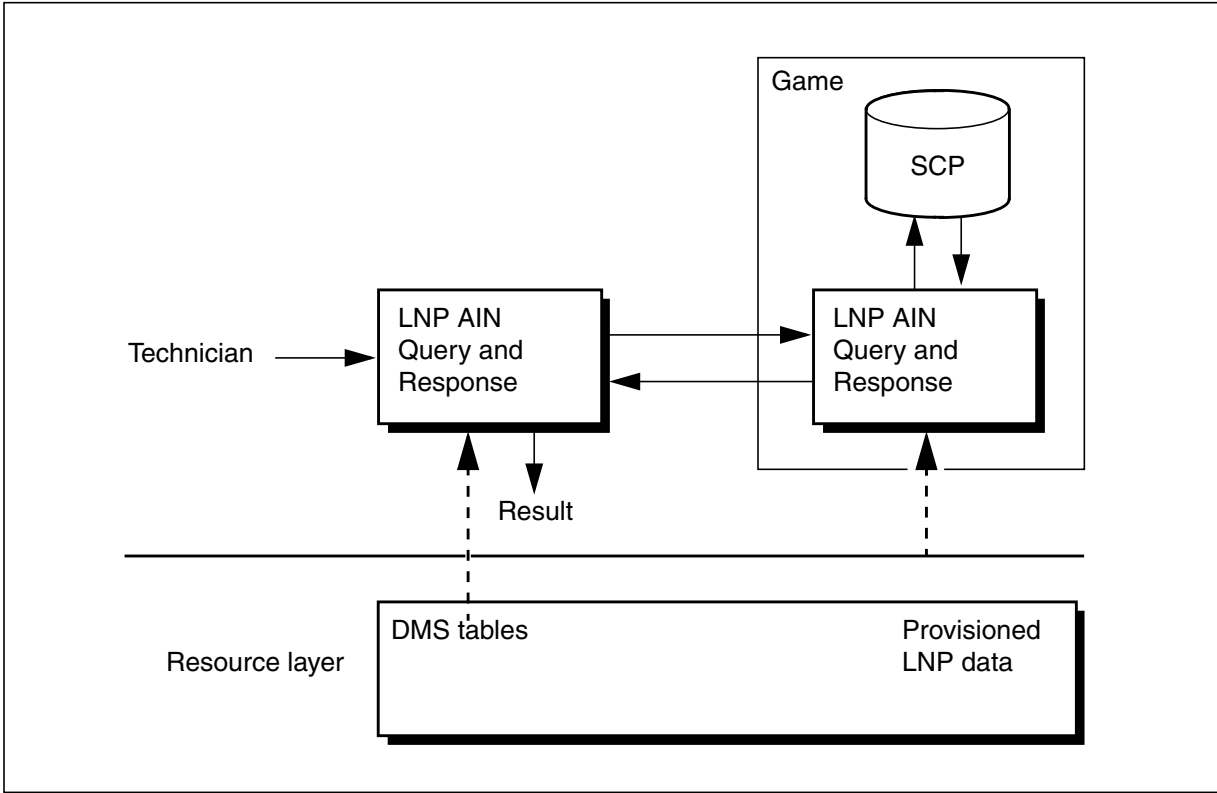 Game
SCP
LNP AIN
Query and
Response
LNP AIN
Query and
Response
Technician
Result
DMS tables
Provisioned
LNP data
Resource layer